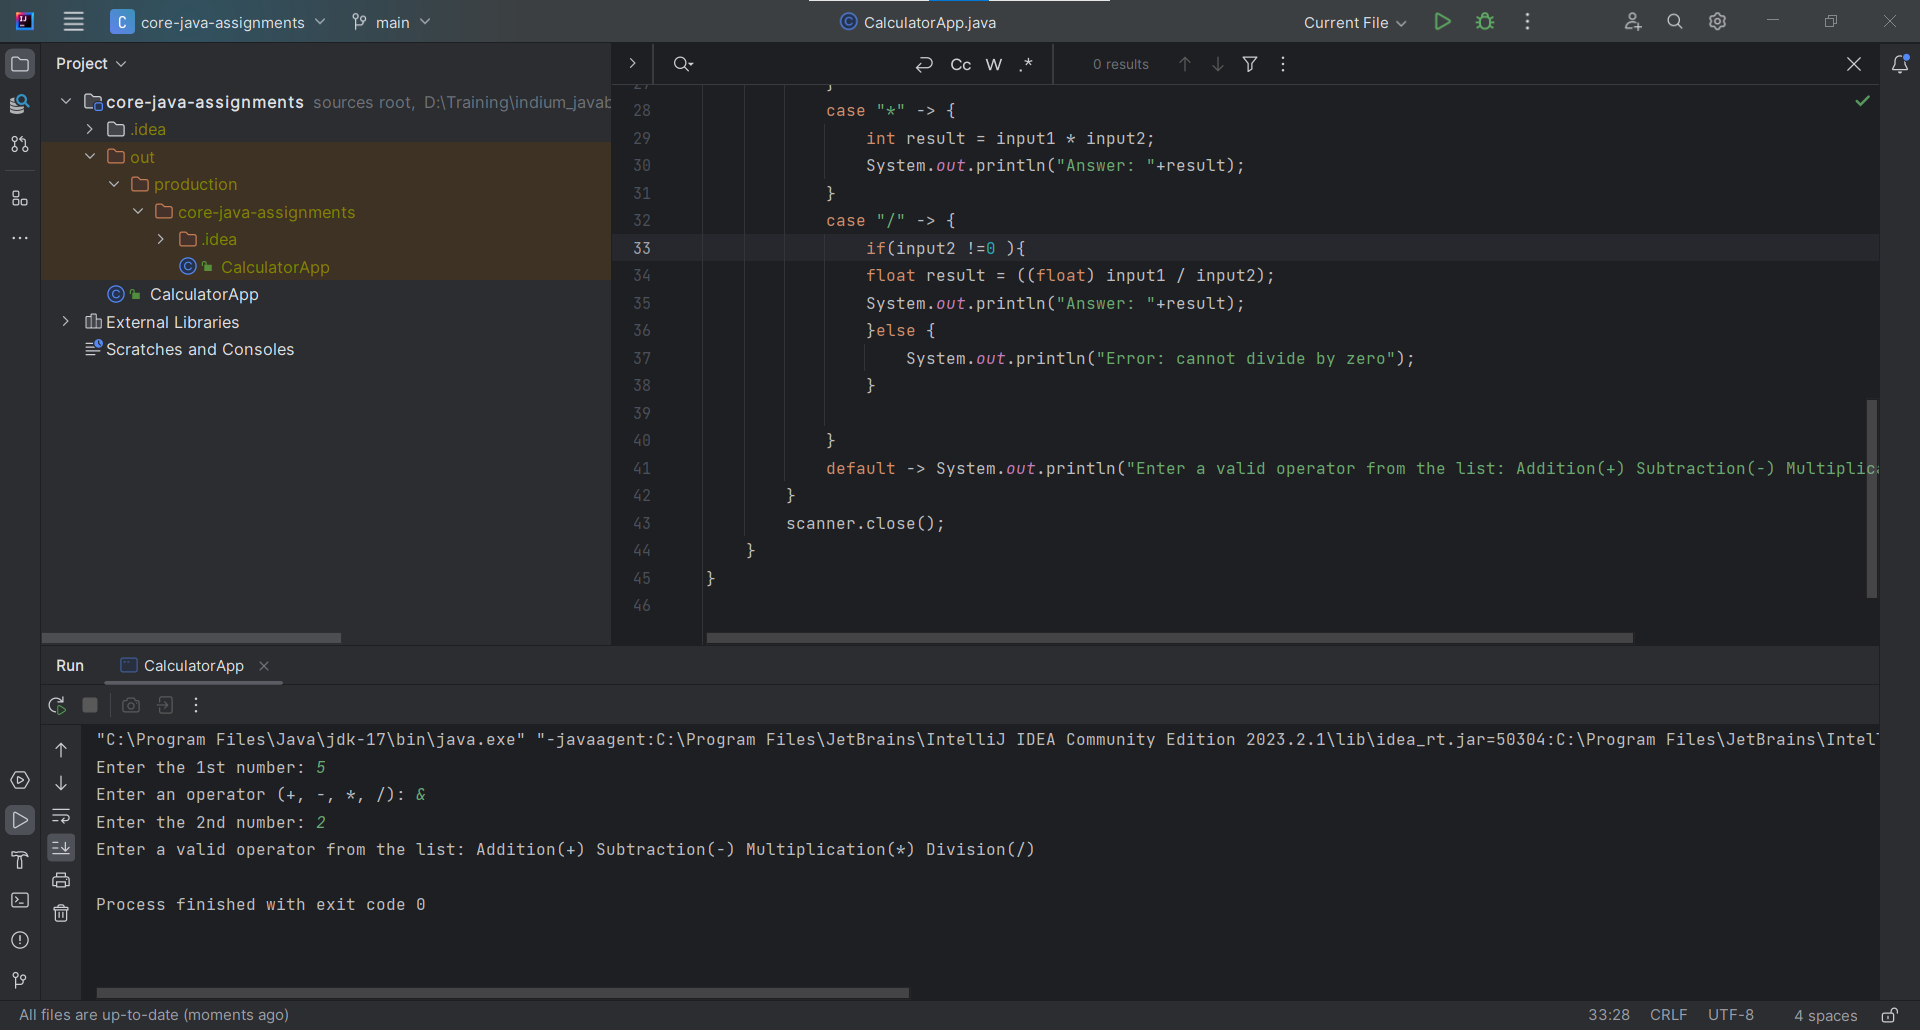 C core-java-assignments main CalculatorApp.java Current File
Project
Cc W .* 0 results
core-java-assignments sources root, D:\Training\indium_javab
.idea
out
production
core-java-assignments
.idea
CalculatorApp
CalculatorApp
External Libraries
Scratches and Consoles
27 }
28 case "*" -> {
29 int result = input1 * input2;
30 System.out.println("Answer: "+result);
31 }
32 case "/" -> {
33 if(input2 !=0 ){
34 float result = ((float) input1 / input2);
35 System.out.println("Answer: "+result);
36 }else {
37 System.out.println("Error: cannot divide by zero");
38 }
39
40 }
41 default -> System.out.println("Enter a valid operator from the list: Addition(+) Subtraction(-) Multiplica
42 }
43 scanner.close();
44 }
45 }
46
Run CalculatorApp
"C:\Program Files\Java\jdk-17\bin\java.exe" "-javaagent:C:\Program Files\JetBrains\IntelliJ IDEA Community Edition 2023.2.1\lib\idea_rt.jar=50304:C:\Program Files\JetBrains\Intel
Enter the 1st number: 5
Enter an operator (+, -, *, /): &
Enter the 2nd number: 2
Enter a valid operator from the list: Addition(+) Subtraction(-) Multiplication(*) Division(/)
Process finished with exit code 0
All files are up-to-date (moments ago) 33:28 CRLF UTF-8 4 spaces